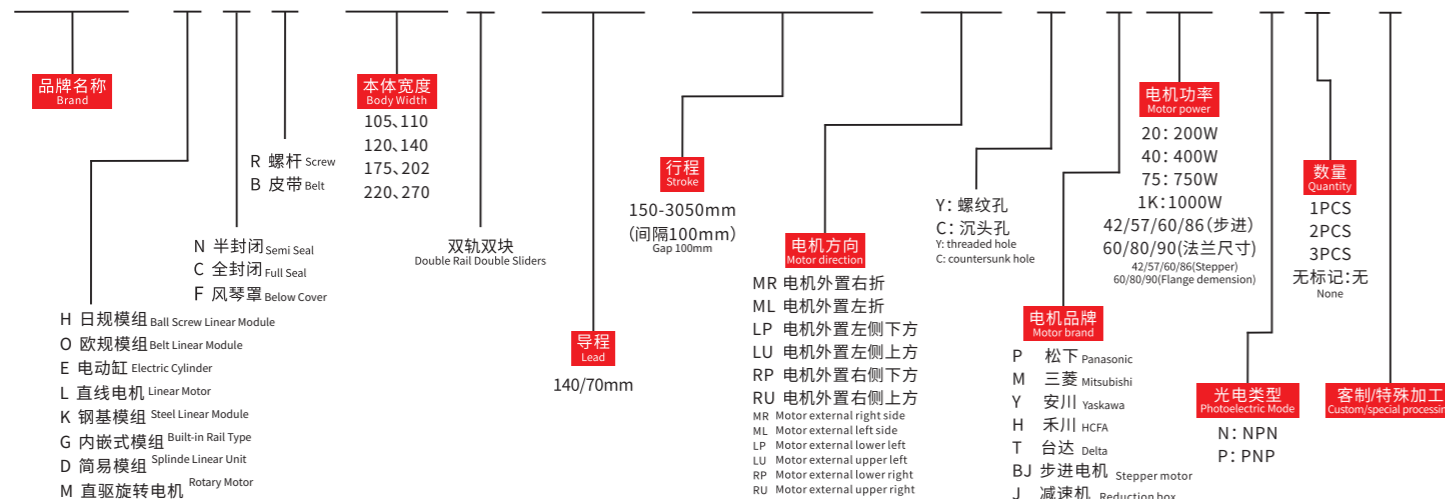 品牌名称
Brand
H 日规模组 Ball Screw Linear Module
O 欧规模组 Belt Linear Module
E 电动缸 Electric Cylinder
L 直线电机 Linear Motor
K 钢基模组 Steel Linear Module
G 内嵌式模组 Built-in Rail Type
D 简易模组 Splinde Linear Unit
M 直驱旋转电机 Rotary Motor
N 半封闭 Semi Seal
C 全封闭 Full Seal
F 风琴罩 Below Cover
R 螺杆 Screw
B 皮带 Belt
本体宽度
Body Width
105、110
120、140
175、202
220、270
双轨双块
Double Rail Double Sliders
导程
Lead
140/70mm
行程
Stroke
150-3050mm
(间隔100mm)
Gap 100mm
电机方向
Motor direction
MR 电机外置右折
ML 电机外置左折
LP 电机外置左侧下方
LU 电机外置左侧上方
RP 电机外置右侧下方
RU 电机外置右侧上方
MR Motor external right side
ML Motor external left side
LP Motor external lower left
LU Motor external upper left
RP Motor external lower right
RU Motor external upper right
Y: 螺纹孔
C: 沉头孔
Y: threaded hole
C: countersunk hole
电机品牌
Motor brand
P 松下 Panasonic
M 三菱 Mitsubishi
Y 安川 Yaskawa
H 禾川 HCFA
T 台达 Delta
BJ 步进电机 Stepper motor
J 减速机 Reduction box
电机功率
Motor power
20: 200W
40: 400W
75: 750W
1K: 1000W
42/57/60/86(步进)
60/80/90(法兰尺寸)
42/57/60/86(Stepper)
60/80/90(Flange demension)
光电类型
Photoelectric Mode
N: NPN
P: PNP
数量
Quantity
1PCS
2PCS
3PCS
无标记:无
None
客制/特殊加工
Custom/special processin